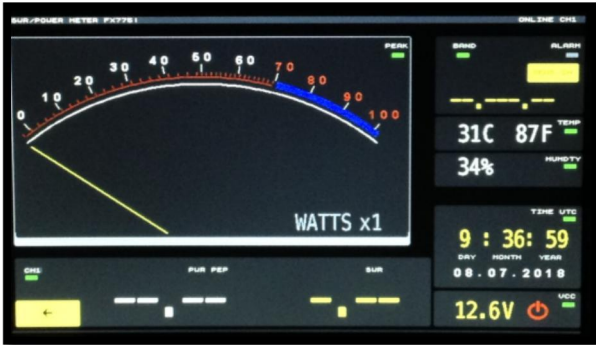 SWR/POWER METER FX775I ONLINE CH1
PEAK
0 10 20 30 40 50 60 70 80 90 100
WATTS x1
BAND ALARM
--.---.--
31C 87F TEMP
34% HUMDTY
TIME UTC
9 : 36: 59
DAY MONTH YEAR
08.07.2018
12.6V VCC
CH1 PWR PEP SWR
← --.-- -.--